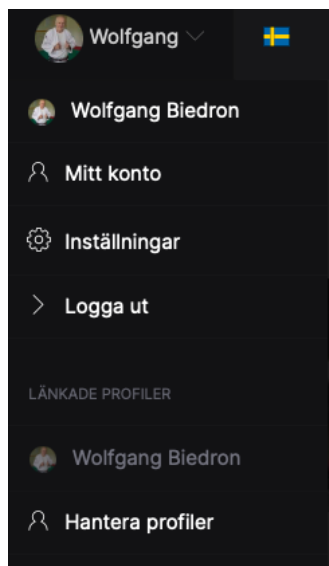 Wolfgang
Wolfgang Biedron
Mitt konto
Inställningar
Logga ut
LÄNKADE PROFILER
Wolfgang Biedron
Hantera profiler